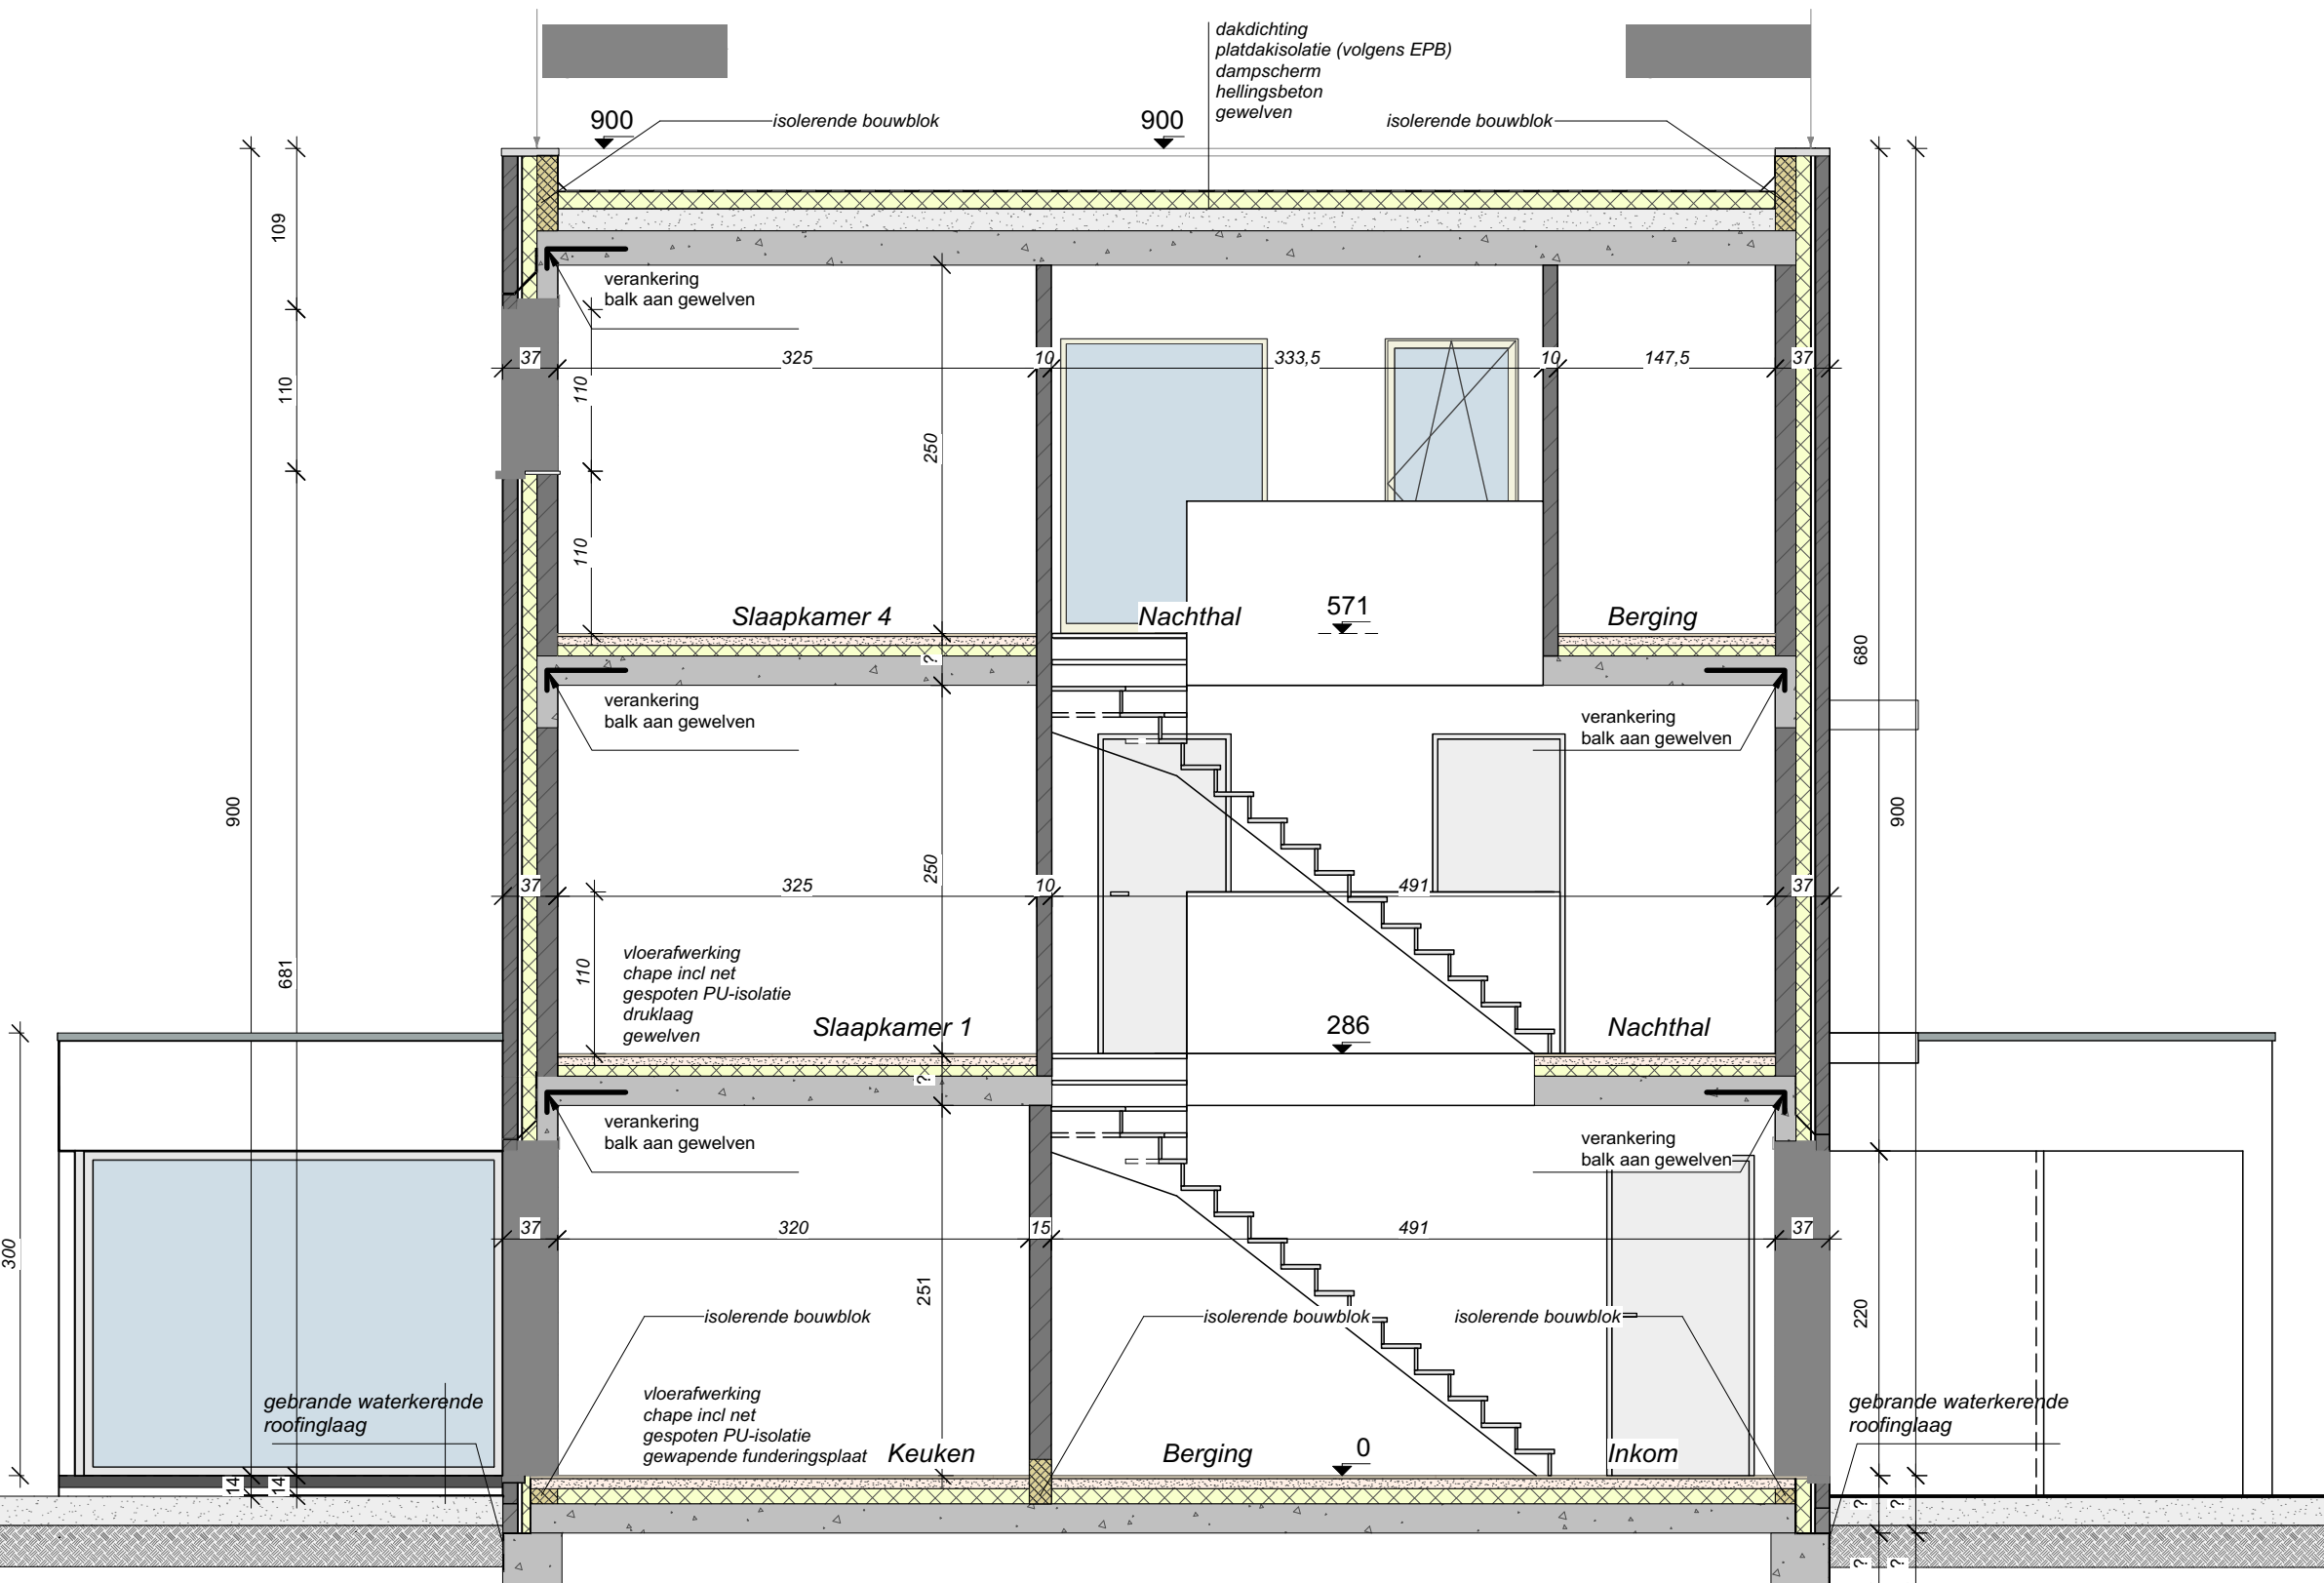 dakdichting
platdakisolatie (volgens EPB)
dampscherm
hellingsbeton
gewelven
900
isolerende bouwblok
900
isolerende bouwblok
109
verankering
balk aan gewelven
37
325
10
333,5
10
147,5
37
110
110
250
110
Slaapkamer 4
Nachthal
571
Berging
680
?
verankering
balk aan gewelven
verankering
balk aan gewelven
900
250
900
37
325
10
491
37
681
110
vloerafwerking
chape incl net
gespoten PU-isolatie
druklaag
gewelven
Slaapkamer 1
286
Nachthal
?
verankering
balk aan gewelven
verankering
balk aan gewelven
300
37
320
15
491
37
251
220
isolerende bouwblok
isolerende bouwblok
isolerende bouwblok
gebrande waterkerende
roofinglaag
vloerafwerking
chape incl net
gespoten PU-isolatie
gewapende funderingsplaat
Keuken
Berging
0
Inkom
gebrande waterkerende
roofinglaag
14
14
?
?
?
?